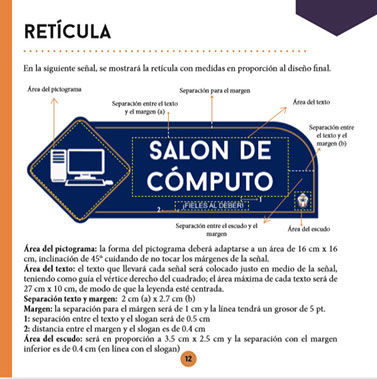 RETÍCULA
En la siguiente señal, se mostrará la retícula con medidas en proporción al diseño final.
Área del pictograma
Separación para el margen
Separación entre el texto
y el margen (a)
Área del texto
Separación entre
el texto y el
margen (b)
SALON DE
CÓMPUTO
1
2
¡FIELES AL DEBER!
Separación entre el escudo y el
margen
Área del escudo
Área del pictograma: la forma del pictograma deberá adaptarse a un área de 16 cm x 16
cm, inclinación de 45° cuidando de no tocar los márgenes de la señal.
Área del texto: el texto que llevará cada señal será colocado justo en medio de la señal,
teniendo como guía el vértice derecho del cuadrado; el área máxima de cada texto será de
27 cm x 10 cm, de modo que la leyenda esté centrada.
Separación texto y margen: 2 cm (a) x 2.7 cm (b)
Margen: la separación para el márgen será de 1 cm y la línea tendrá un grosor de 5 pt.
1: separación entre el texto y el slogan será de 0.5 cm
2: distancia entre el margen y el slogan es de 0.4 cm
Área del escudo: será en proporción a 3.5 cm x 2.5 cm y la separación con el margen
inferior es de 0.4 cm (en línea con el slogan)
12